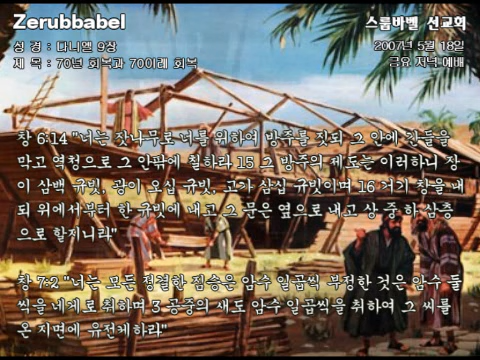 Zerubbabel
스룹바벨 선교회
성 경 : 다니엘 9장
2007년 5월 18일
제 목 : 70년 회복과 70이레 회복
금요 저녁 예배
창 6:14 "너는 잣나무로 너를 위하여 방주를 짓되 그 안에 간들을
막고 역청으로 그 안팎에 칠하라 15 그 방주의 제도는 이러하니 장
이 삼백 규빗, 광이 오십 규빗, 고가 삼십 규빗이며 16 거기 창을 내
되 위에서부터 한 규빗에 내고 그 문은 옆으로 내고 상 중 하 삼층
으로 할지니라"
창 7:2 "너는 모든 정결한 짐승은 암수 일곱씩 부정한 것은 암수 둘
씩을 네게로 취하며 3 공중의 새도 암수 일곱씩을 취하여 그 씨를
온 지면에 유전케하라"